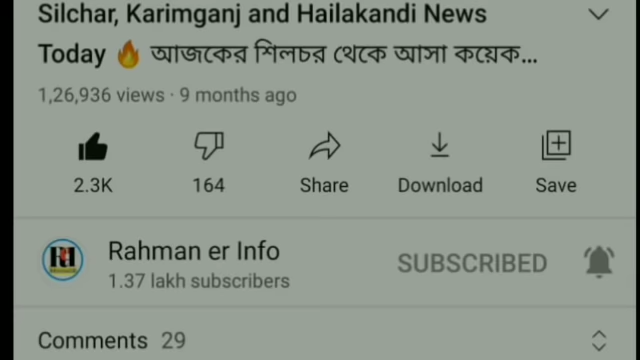 Silchar, Karimganj and Hailakandi News
Today 🔥 আজকের শিলচর থেকে আসা কয়েক...
1,26,936 views · 9 months ago
2.3K 164 Share Download Save
Rahman er Info
1.37 lakh subscribers
SUBSCRIBED
Comments 29